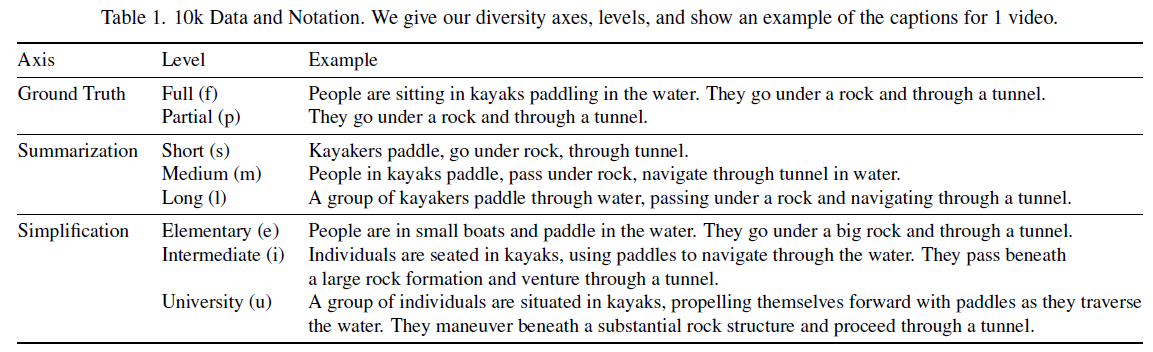 Table 1. 10k Data and Notation. We give our diversity axes, levels, and show an example of the captions for 1 video.
Axis Level Example
Ground Truth Full (f) People are sitting in kayaks paddling in the water. They go under a rock and through a tunnel.
Partial (p) They go under a rock and through a tunnel.
Summarization Short (s) Kayakers paddle, go under rock, through tunnel.
Medium (m) People in kayaks paddle, pass under rock, navigate through tunnel in water.
Long (l) A group of kayakers paddle through water, passing under a rock and navigating through a tunnel.
Simplification Elementary (e) People are in small boats and paddle in the water. They go under a big rock and through a tunnel.
Intermediate (i) Individuals are seated in kayaks, using paddles to navigate through the water. They pass beneath
a large rock formation and venture through a tunnel.
University (u) A group of individuals are situated in kayaks, propelling themselves forward with paddles as they traverse
the water. They maneuver beneath a substantial rock structure and proceed through a tunnel.